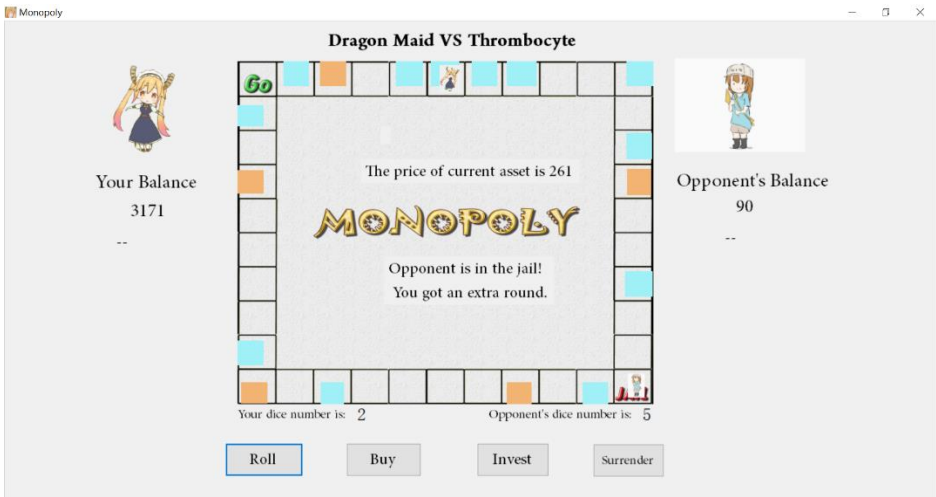 Monopoly
Dragon Maid VS Thrombocyte
Go
The price of current asset is 261
Your Balance
3171
--
Opponent's Balance
90
--
MONOPOLY
Opponent is in the jail!
You got an extra round.
Your dice number is: 2
Opponent's dice number is: 5
Roll
Buy
Invest
Surrender